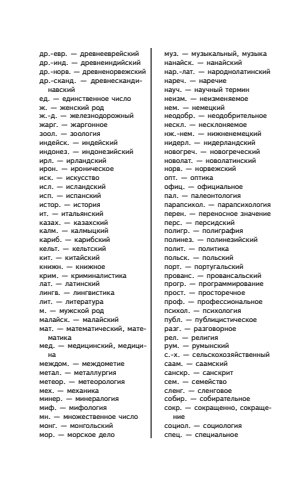 др.-евр. — древнееврейский
др.-инд. — древнеиндийский
др.-норв. — древненорвежский
др.-сканд. — древнесканди-
навский
ед. — единственное число
ж. — женский род
ж.-д. — железнодорожный
жарг. — жаргонное
зоол. — зоология
индейск. — индейский
индонез. — индонезийский
ирл. — ирландский
ирон. — ироническое
иск. — искусство
исл. — исландский
исп. — испанский
истор. — история
ит. — итальянский
казах. — казахский
калм. — калмыцкий
кариб. — карибский
кельт. — кельтский
кит. — китайский
книжн. — книжное
крим. — криминалистика
лат. — латинский
лингв. — лингвистика
лит. — литература
м. — мужской род
малайск. — малайский
мат. — математический, мате-
матика
мед. — медицинский, медици-
на
междом. — междометие
метал. — металлургия
метеор. — метеорология
мех. — механика
минер. — минералогия
миф. — мифология
мн. — множественное число
монг. — монгольский
мор. — морское дело
муз. — музыкальный, музыка
нанайск. — нанайский
нар.-лат. — народнолатинский
нареч. — наречие
науч. — научный термин
неизм. — неизменяемое
нем. — немецкий
неодобр. — неодобрительное
нескл. — несклоняемое
нж.-нем. — нижненемецкий
нидерл. — нидерландский
новогреч. — новогреческий
новолат. — новолатинский
норв. — норвежский
опт. — оптика
офиц. — официальное
пал. — палеонтология
парапсихол. — парапсихология
перен. — переносное значение
перс. — персидский
полигр. — полиграфия
полинез. — полинезийский
полит. — политика
польск. — польский
порт. — португальский
прованс. — провансальский
прогр. — программирование
прост. — просторечное
проф. — профессиональное
психол. — психология
публ. — публицистическое
разг. — разговорное
рел. — религия
рум. — румынский
с.-х. — сельскохозяйственный
саам. — саамский
санскр. — санскрит
сем. — семейство
сленг. — сленговое
собир. — собирательное
сокр. — сокращенно, сокраще-
ние
социол. — социология
спец. — специальное